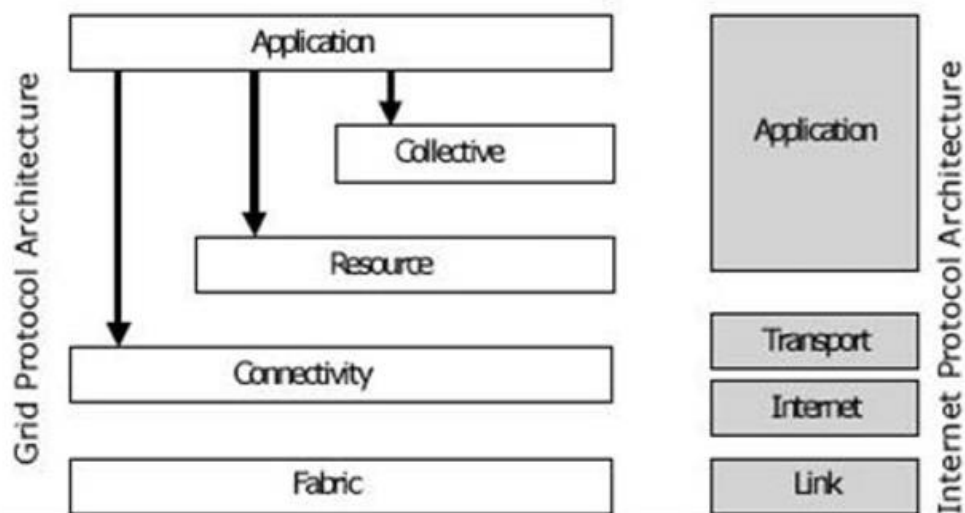 Grid Protocol Architecture
Application
Collective
Resource
Connectivity
Fabric
Application
Transport
Internet
Link
Internet Protocol Architecture